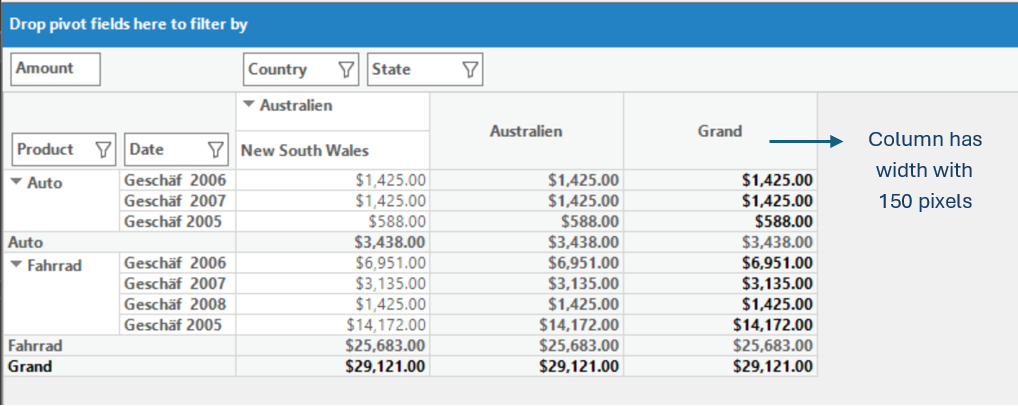 Drop pivot fields here to filter by
Amount
Country State
Australien
Australien Grand
Product Date New South Wales
Auto Geschäf 2006 $1,425.00 $1,425.00 $1,425.00
Geschäf 2007 $1,425.00 $1,425.00 $1,425.00
Geschäf 2005 $588.00 $588.00 $588.00
Auto $3,438.00 $3,438.00 $3,438.00
Fahrrad Geschäf 2006 $6,951.00 $6,951.00 $6,951.00
Geschäf 2007 $3,135.00 $3,135.00 $3,135.00
Geschäf 2008 $1,425.00 $1,425.00 $1,425.00
Geschäf 2005 $14,172.00 $14,172.00 $14,172.00
Fahrrad $25,683.00 $25,683.00 $25,683.00
Grand $29,121.00 $29,121.00 $29,121.00
Column has
width with
150 pixels